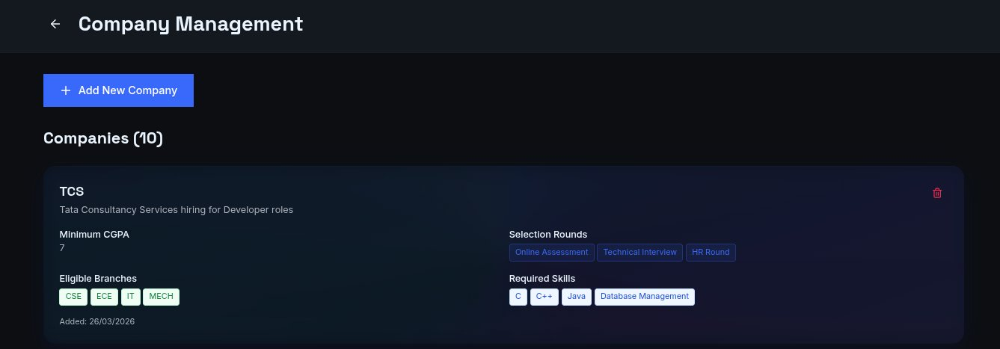 Company Management
Add New Company
Companies (10)
TCS
Tata Consultancy Services hiring for Developer roles
Minimum CGPA
7
Selection Rounds
Online Assessment Technical Interview HR Round
Eligible Branches
CSE ECE IT MECH
Required Skills
C C++ Java Database Management
Added: 26/03/2026